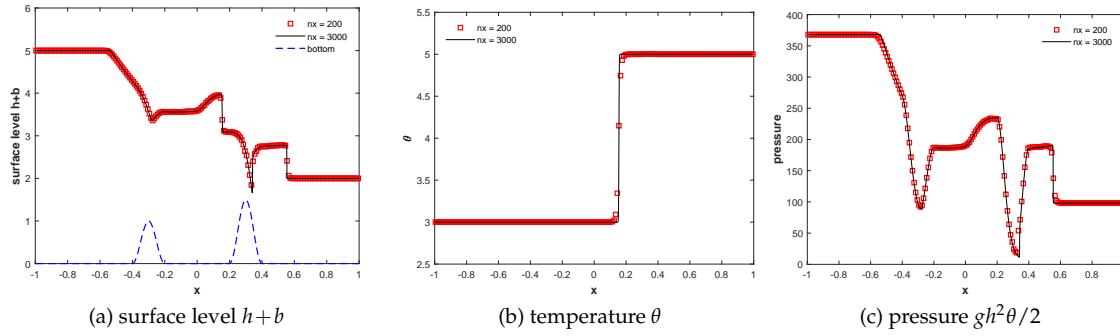 surface level h+b
6
5
4
3
2
1
0
nx = 200
nx = 3000
bottom
-1 -0.8 -0.6 -0.4 -0.2 0 0.2 0.4 0.6 0.8 1
x
(a) surface level h+b
θ
5.5
5
4.5
4
3.5
3
2.5
nx = 200
nx = 3000
-1 -0.8 -0.6 -0.4 -0.2 0 0.2 0.4 0.6 0.8 1
x
(b) temperature θ
pressure
400
350
300
250
200
150
100
50
0
nx = 200
nx = 3000
-1 -0.8 -0.6 -0.4 -0.2 0 0.2 0.4 0.6 0.8
x
(c) pressure gh²θ/2